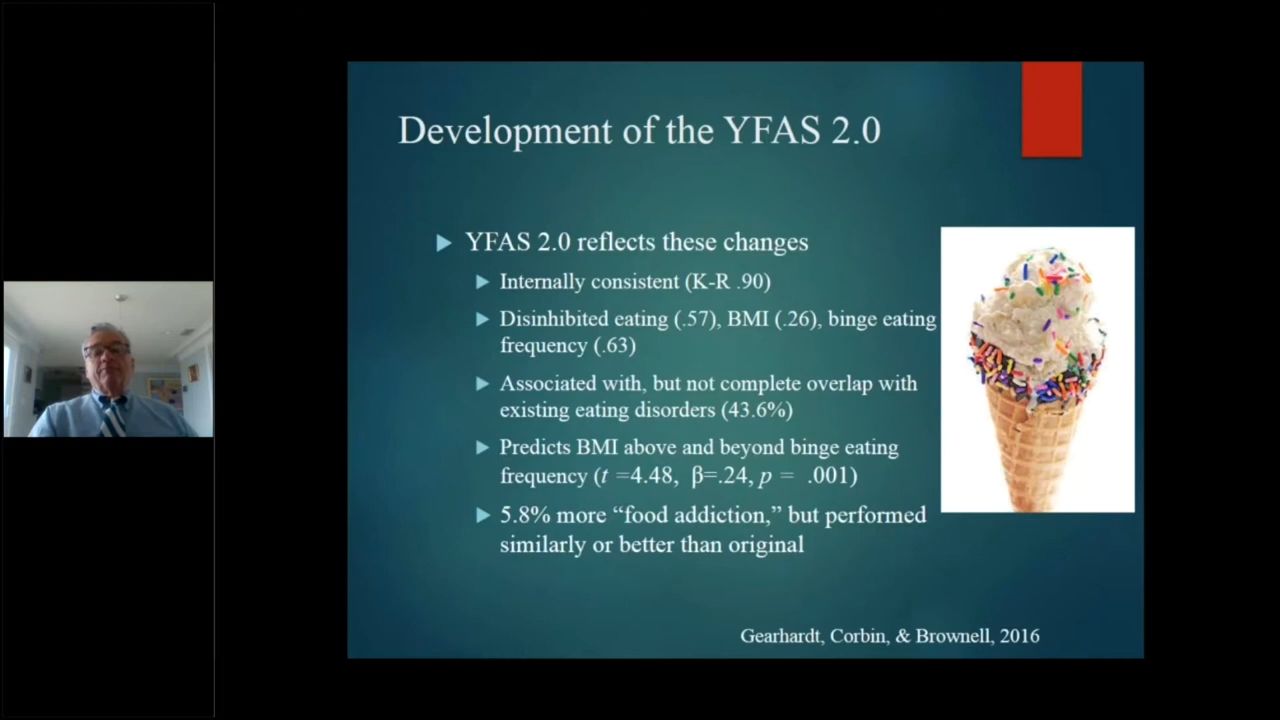 Development of the YFAS 2.0
YFAS 2.0 reflects these changes
Internally consistent (K-R .90)
Disinhibited eating (.57), BMI (.26), binge eating
frequency (.63)
Associated with, but not complete overlap with
existing eating disorders (43.6%)
Predicts BMI above and beyond binge eating
frequency (t =4.48, β=.24, p = .001)
5.8% more “food addiction,” but performed
similarly or better than original
Gearhardt, Corbin, & Brownell, 2016